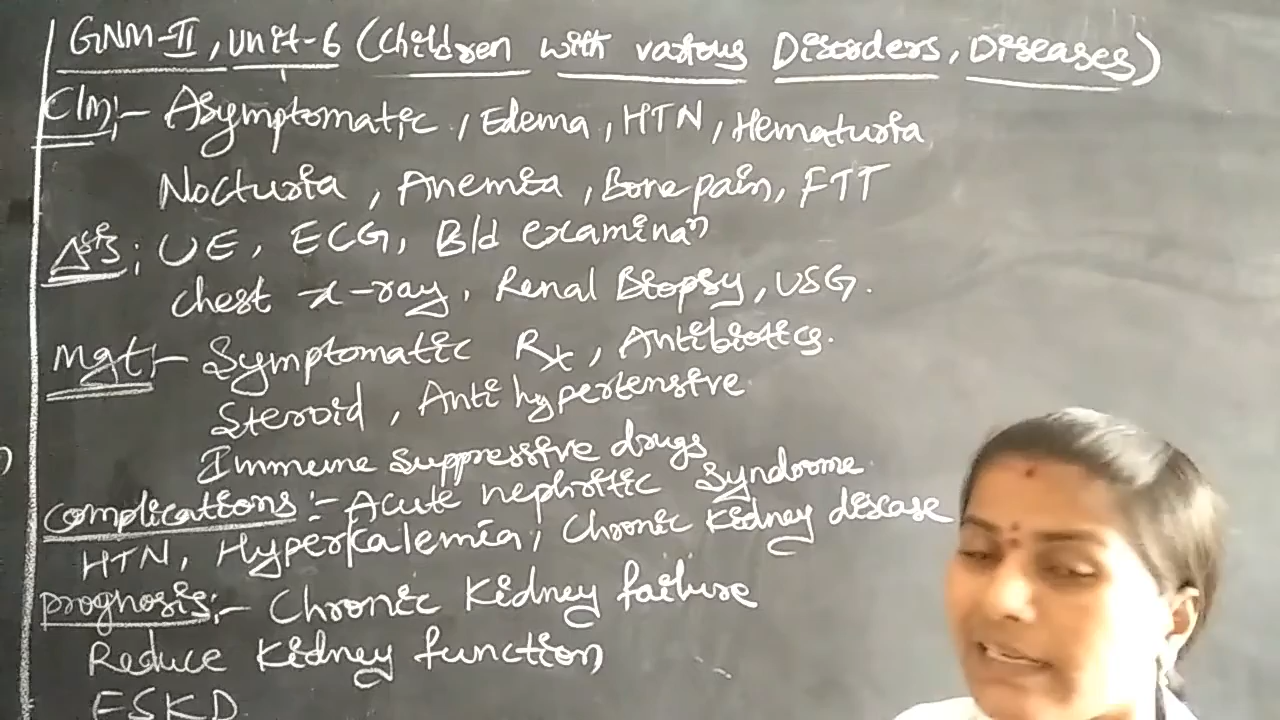 GNM-II, Unit-6 (Children with various Disorders, Diseases)
C/M:- Asymptomatic, Edema, HTN, Hematuria
Nocturia, Anemia, Bone pain, FTT
UE, ECG, Bld examinan
Chest x-ray, Renal Biopsy, USG.
Mgt:- Symptomatic Rx, Antibiotics.
Steroid, Anti hypertensive
Immune suppressive drugs
Complications:- Acute nephritic Syndrome
HTN, Hyperkalemia, Chronic Kidney disease
Prognosis:- Chronic Kidney failure
Reduce Kidney function
ESKD